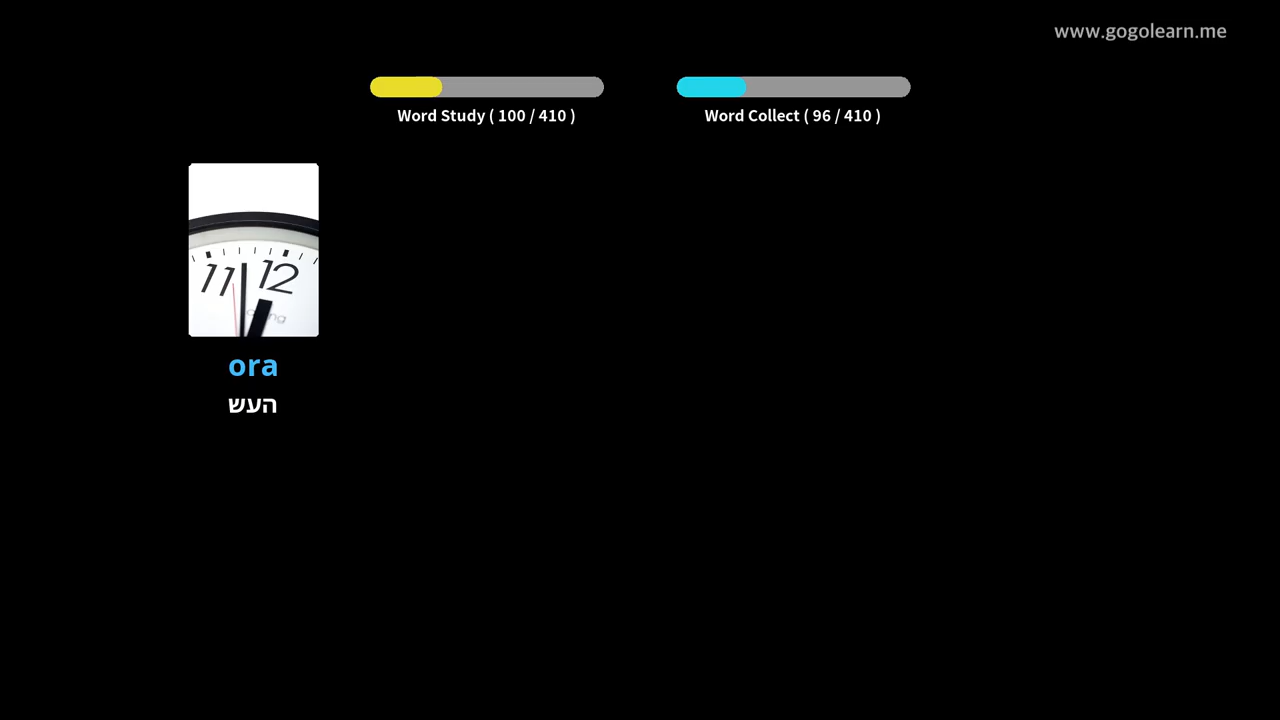 www.gogolearn.me
Word Study ( 100 / 410 )
Word Collect ( 96 / 410 )
11 12
ora
העש